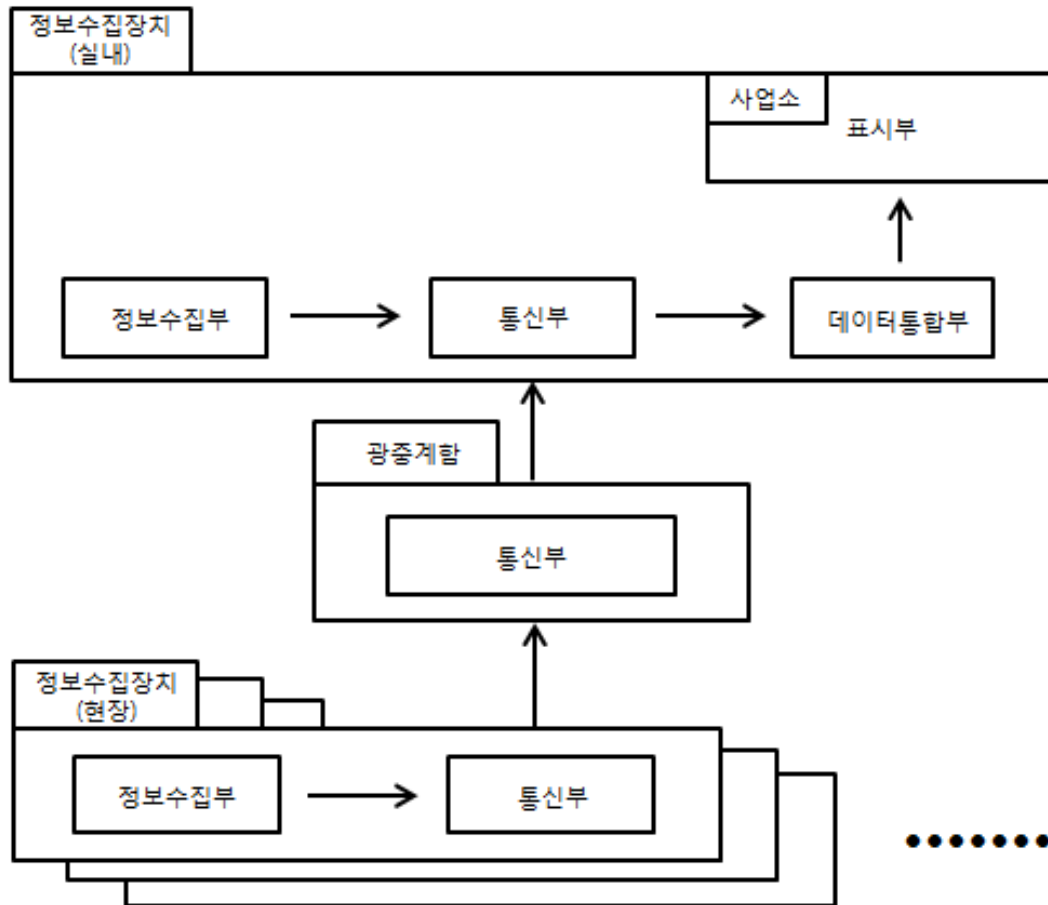 정보수집장치
(실내)
사업소
표시부
정보수집부
통신부
데이터통합부
광중계함
통신부
정보수집장치
(현장)
정보수집부
통신부